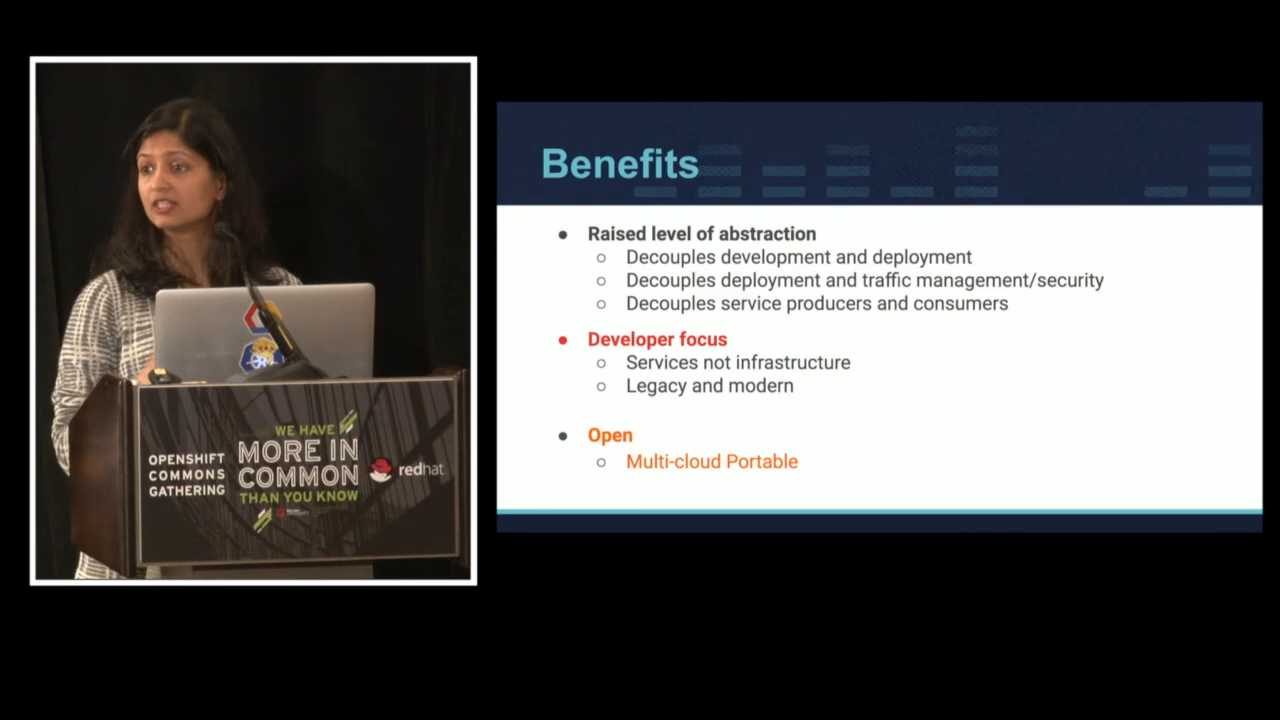 OPENSHIFT
COMMONS
GATHERING
WE HAVE
MORE IN
COMMON
THAN YOU KNOW
redhat
Benefits
● Raised level of abstraction
○ Decouples development and deployment
○ Decouples deployment and traffic management/security
○ Decouples service producers and consumers
● Developer focus
○ Services not infrastructure
○ Legacy and modern
● Open
○ Multi-cloud Portable